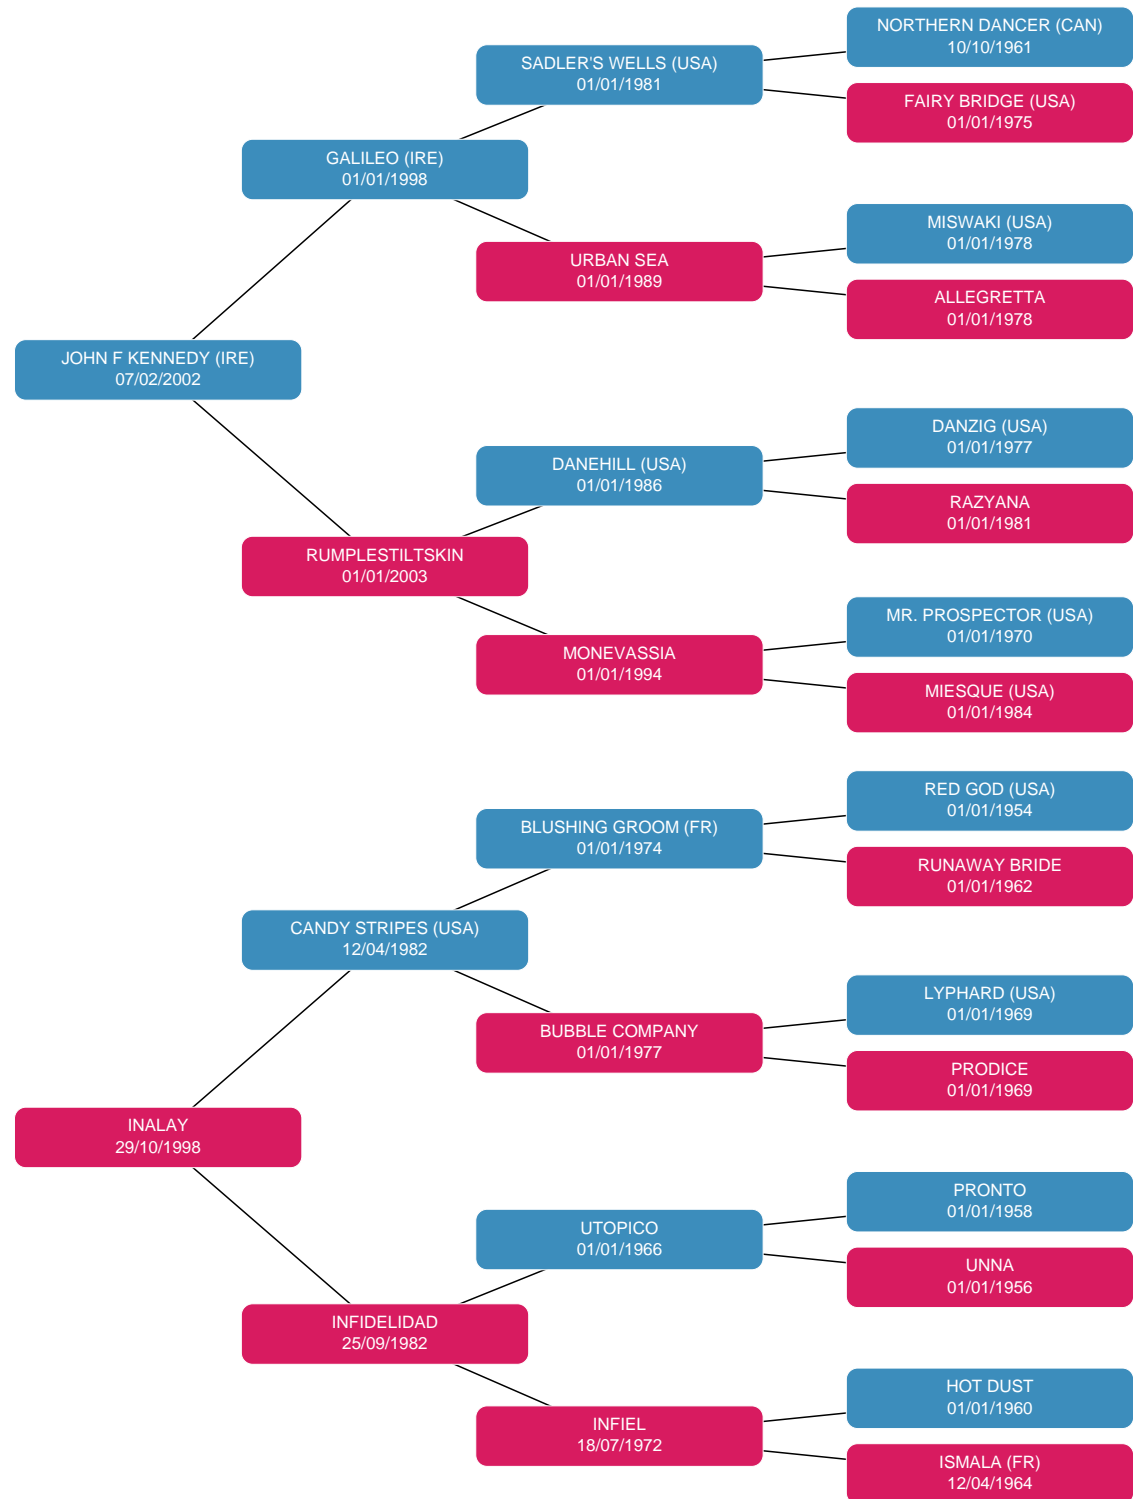 NORTHERN DANCER (CAN)
10/10/1961
SADLER'S WELLS (USA)
01/01/1981
FAIRY BRIDGE (USA)
01/01/1975
GALILEO (IRE)
01/01/1998
MISWAKI (USA)
01/01/1978
URBAN SEA
01/01/1989
ALLEGRETTA
01/01/1978
JOHN F KENNEDY (IRE)
07/02/2002
DANZIG (USA)
01/01/1977
DANEHILL (USA)
01/01/1986
RAZYANA
01/01/1981
RUMPLESTILTSKIN
01/01/2003
MR. PROSPECTOR (USA)
01/01/1970
MONEVASSIA
01/01/1994
MIESQUE (USA)
01/01/1984
RED GOD (USA)
01/01/1954
BLUSHING GROOM (FR)
01/01/1974
RUNAWAY BRIDE
01/01/1962
CANDY STRIPES (USA)
12/04/1982
LYPHARD (USA)
01/01/1969
BUBBLE COMPANY
01/01/1977
PRODICE
01/01/1969
INALAY
29/10/1998
PRONTO
01/01/1958
UTOPICO
01/01/1966
UNNA
01/01/1956
INFIDELIDAD
25/09/1982
HOT DUST
01/01/1960
INFIEL
18/07/1972
ISMALA (FR)
12/04/1964